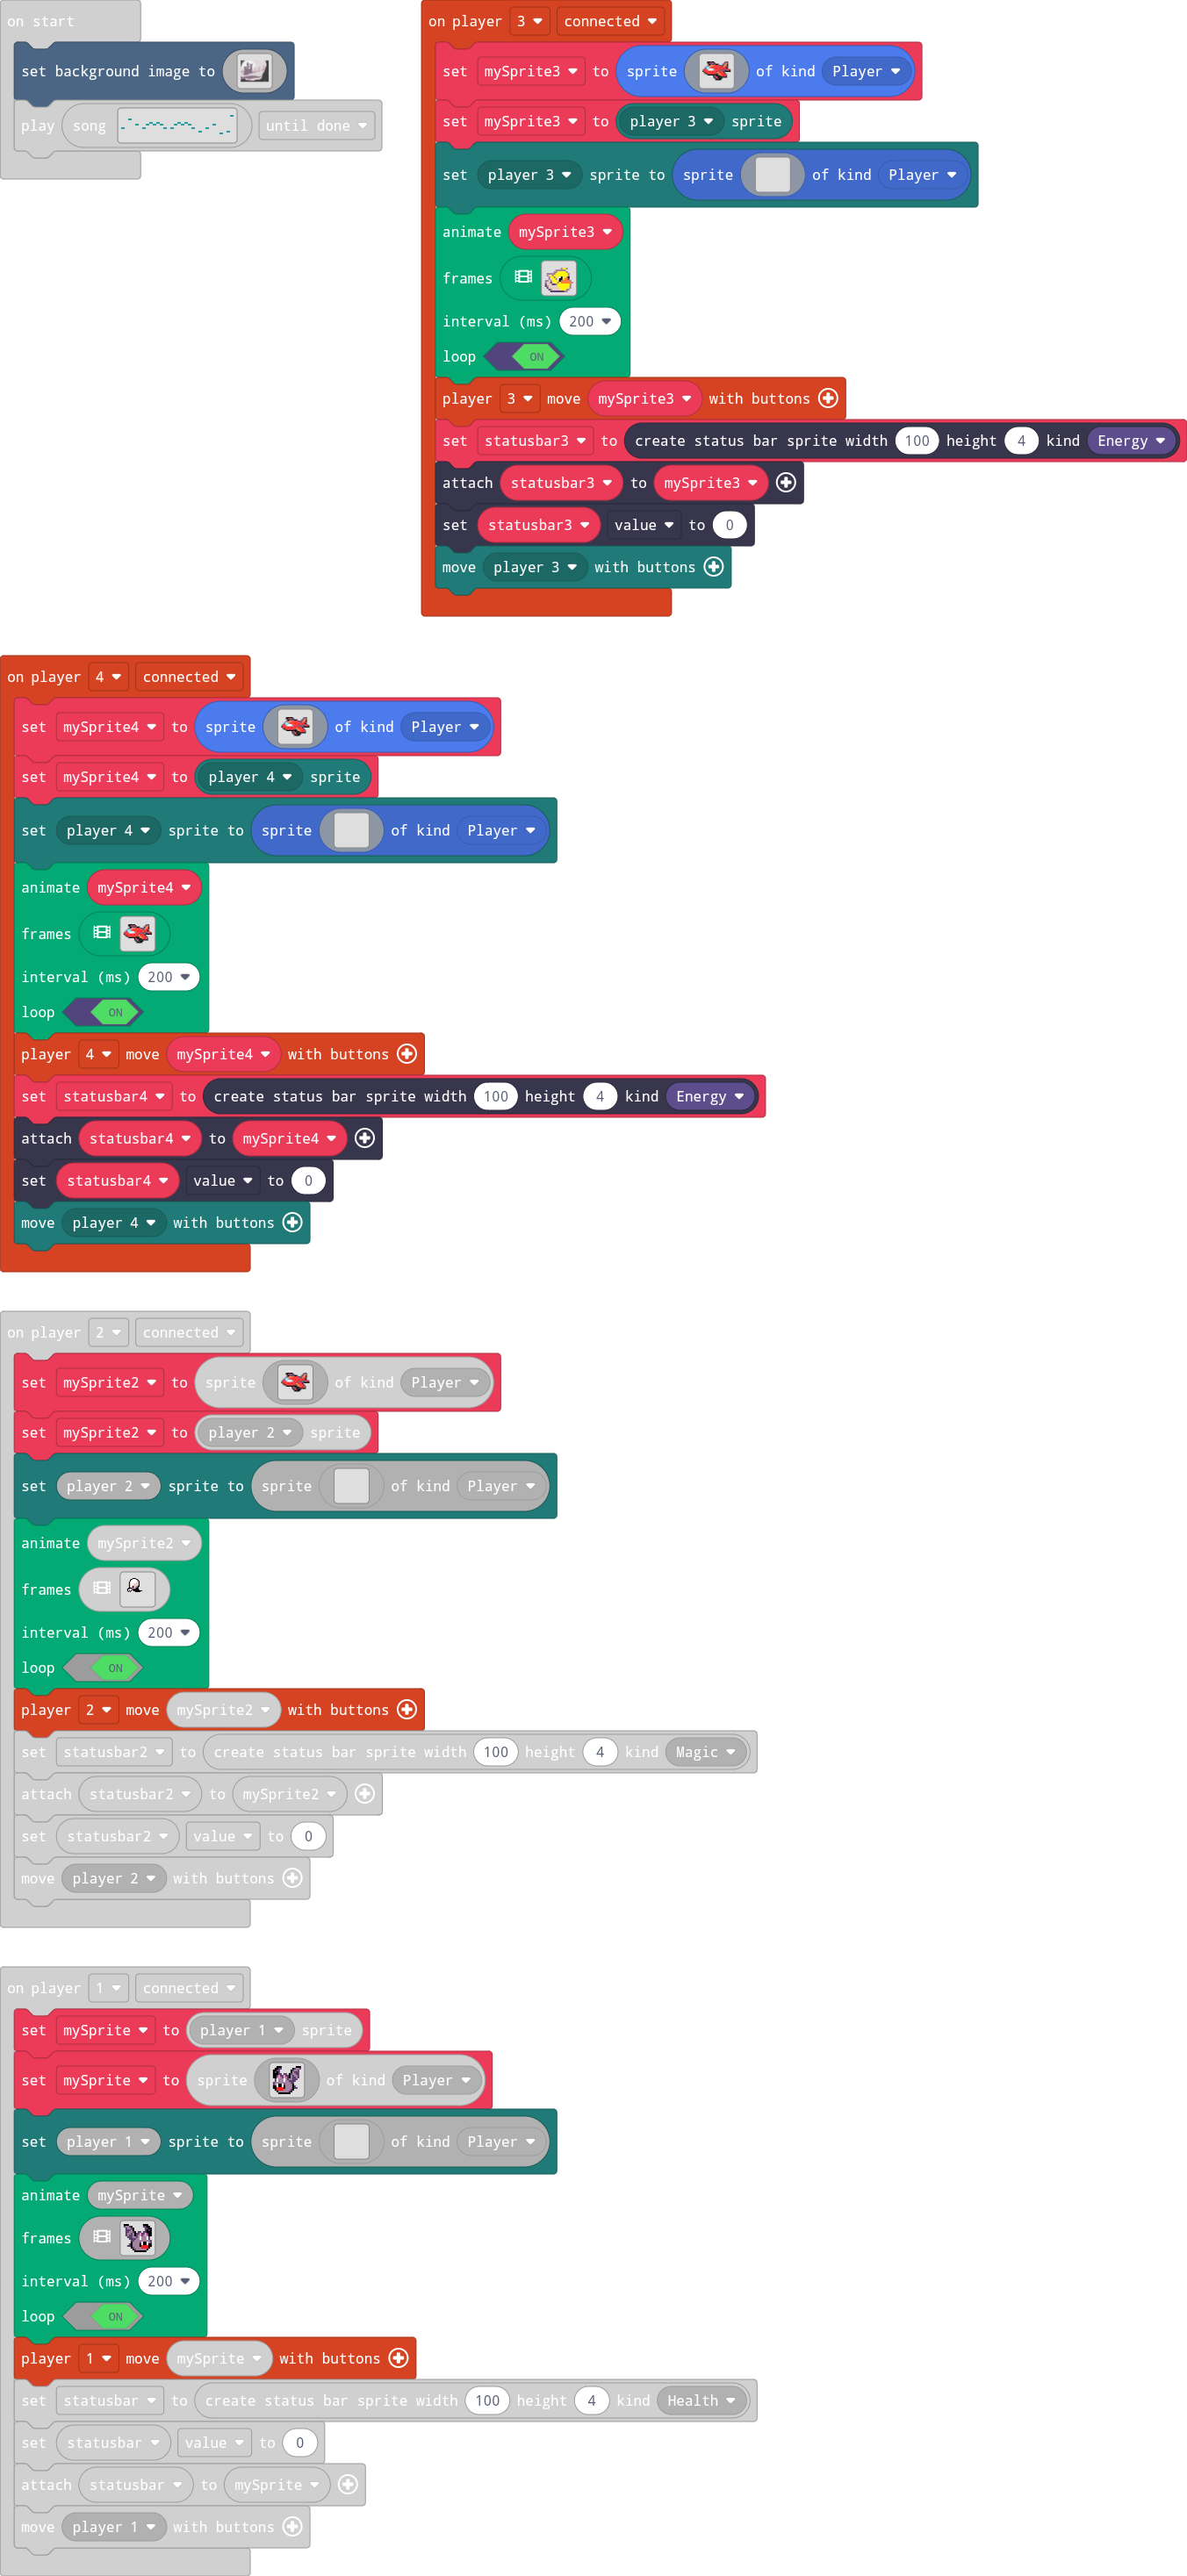 on start
set background image to
play song until done
on player 3 connected
set mySprite3 to sprite of kind Player
set mySprite3 to player 3 sprite
set player 3 sprite to sprite of kind Player
animate mySprite3
frames
interval (ms) 200
loop ON
player 3 move mySprite3 with buttons
set statusbar3 to create status bar sprite width 100 height 4 kind Energy
attach statusbar3 to mySprite3
set statusbar3 value to 0
move player 3 with buttons
on player 4 connected
set mySprite4 to sprite of kind Player
set mySprite4 to player 4 sprite
set player 4 sprite to sprite of kind Player
animate mySprite4
frames
interval (ms) 200
loop ON
player 4 move mySprite4 with buttons
set statusbar4 to create status bar sprite width 100 height 4 kind Energy
attach statusbar4 to mySprite4
set statusbar4 value to 0
move player 4 with buttons
on player 2 connected
set mySprite2 to sprite of kind Player
set mySprite2 to player 2 sprite
set player 2 sprite to sprite of kind Player
animate mySprite2
frames
interval (ms) 200
loop ON
player 2 move mySprite2 with buttons
set statusbar2 to create status bar sprite width 100 height 4 kind Magic
attach statusbar2 to mySprite2
set statusbar2 value to 0
move player 2 with buttons
on player 1 connected
set mySprite to player 1 sprite
set mySprite to sprite of kind Player
set player 1 sprite to sprite of kind Player
animate mySprite
frames
interval (ms) 200
loop ON
player 1 move mySprite with buttons
set statusbar to create status bar sprite width 100 height 4 kind Health
set statusbar value to 0
attach statusbar to mySprite
move player 1 with buttons